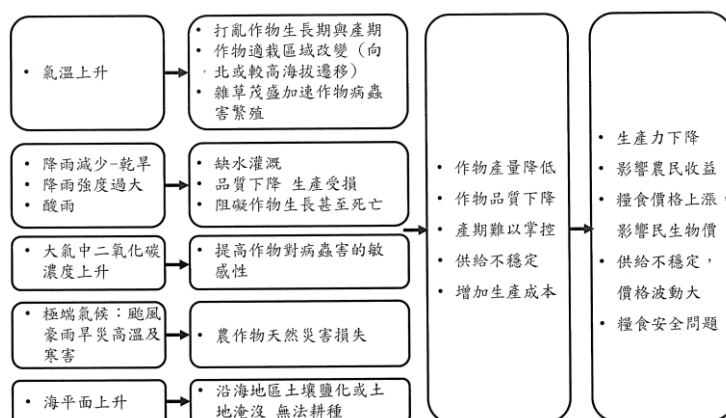 • 氣溫上升
• 打亂作物生長期與產期
• 作物適栽區域改變（向
北或較高海拔遷移）
• 雜草茂盛加速作物病蟲
害繁殖
• 降雨減少-乾旱
• 降雨強度過大
• 酸雨
• 缺水灌溉
• 品質下降 生產受損
• 阻礙作物生長甚至死亡
• 大氣中二氧化碳
濃度上升
• 提高作物對病蟲害的敏
感性
• 極端氣候：颱風
豪雨旱災高溫及
寒害
• 農作物天然災害損失
• 海平面上升
• 沿海地區土壤鹽化或土
地淹沒 無法耕種
• 作物產量降低
• 作物品質下降
• 產期難以掌控
• 供給不穩定
• 增加生產成本
• 生產力下降
• 影響農民收益
• 糧食價格上漲，
影響民生物價
• 供給不穩定，
價格波動大
• 糧食安全問題